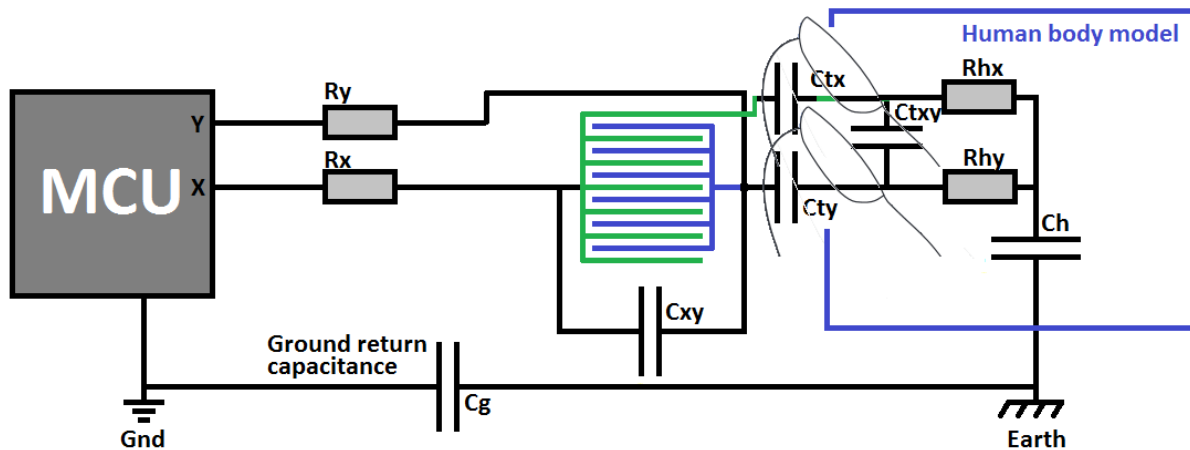 Human body model
Ctx
Rhx
Ry
Y
Ctxy
MCU
Rx
X
Rhy
Cty
Ch
Cxy
Ground return
capacitance
Cg
Gnd
Earth